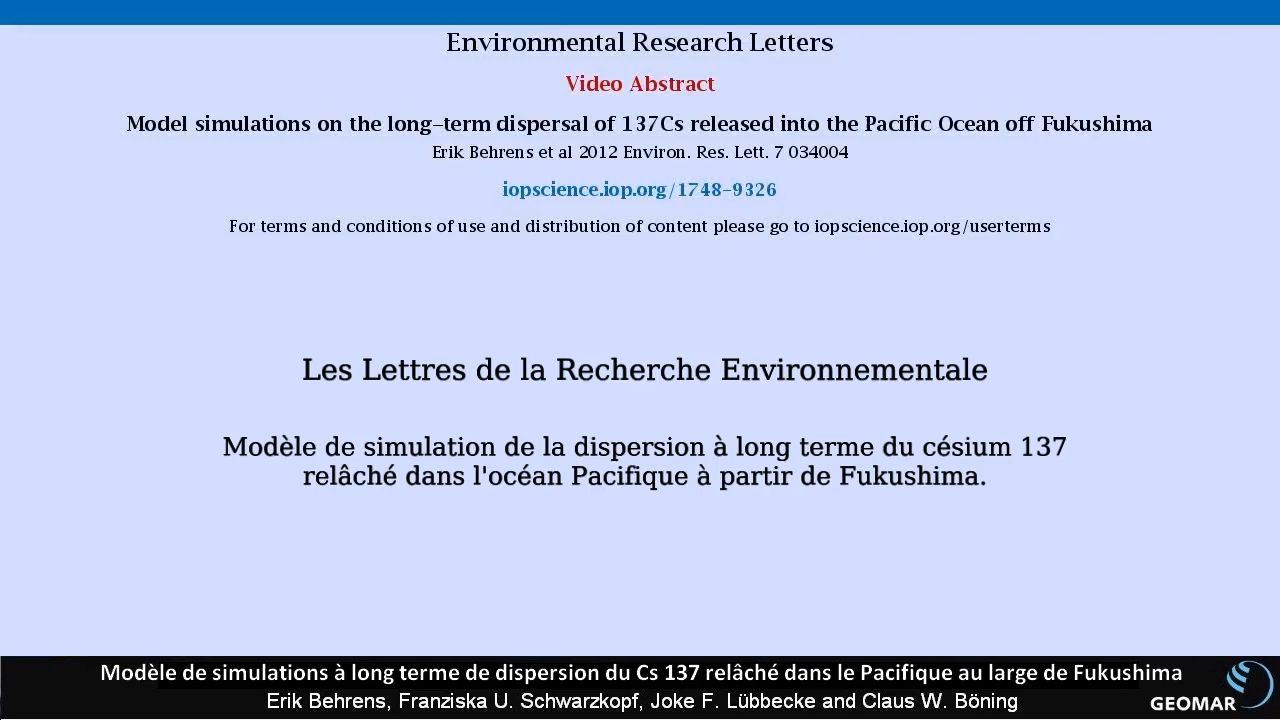 Environmental Research Letters
Video Abstract
Model simulations on the long-term dispersal of 137Cs released into the Pacific Ocean off Fukushima
Erik Behrens et al 2012 Environ. Res. Lett. 7 034004
iopscience.iop.org/1748-9326
For terms and conditions of use and distribution of content please go to iopscience.iop.org/userterms
Les Lettres de la Recherche Environnementale
Modèle de simulation de la dispersion à long terme du césium 137
relâché dans l'océan Pacifique à partir de Fukushima.
Modèle de simulations à long terme de dispersion du Cs 137 relâché dans le Pacifique au large de Fukushima
Erik Behrens, Franziska U. Schwarzkopf, Joke F. Lübbecke and Claus W. Böning
GEOMAR